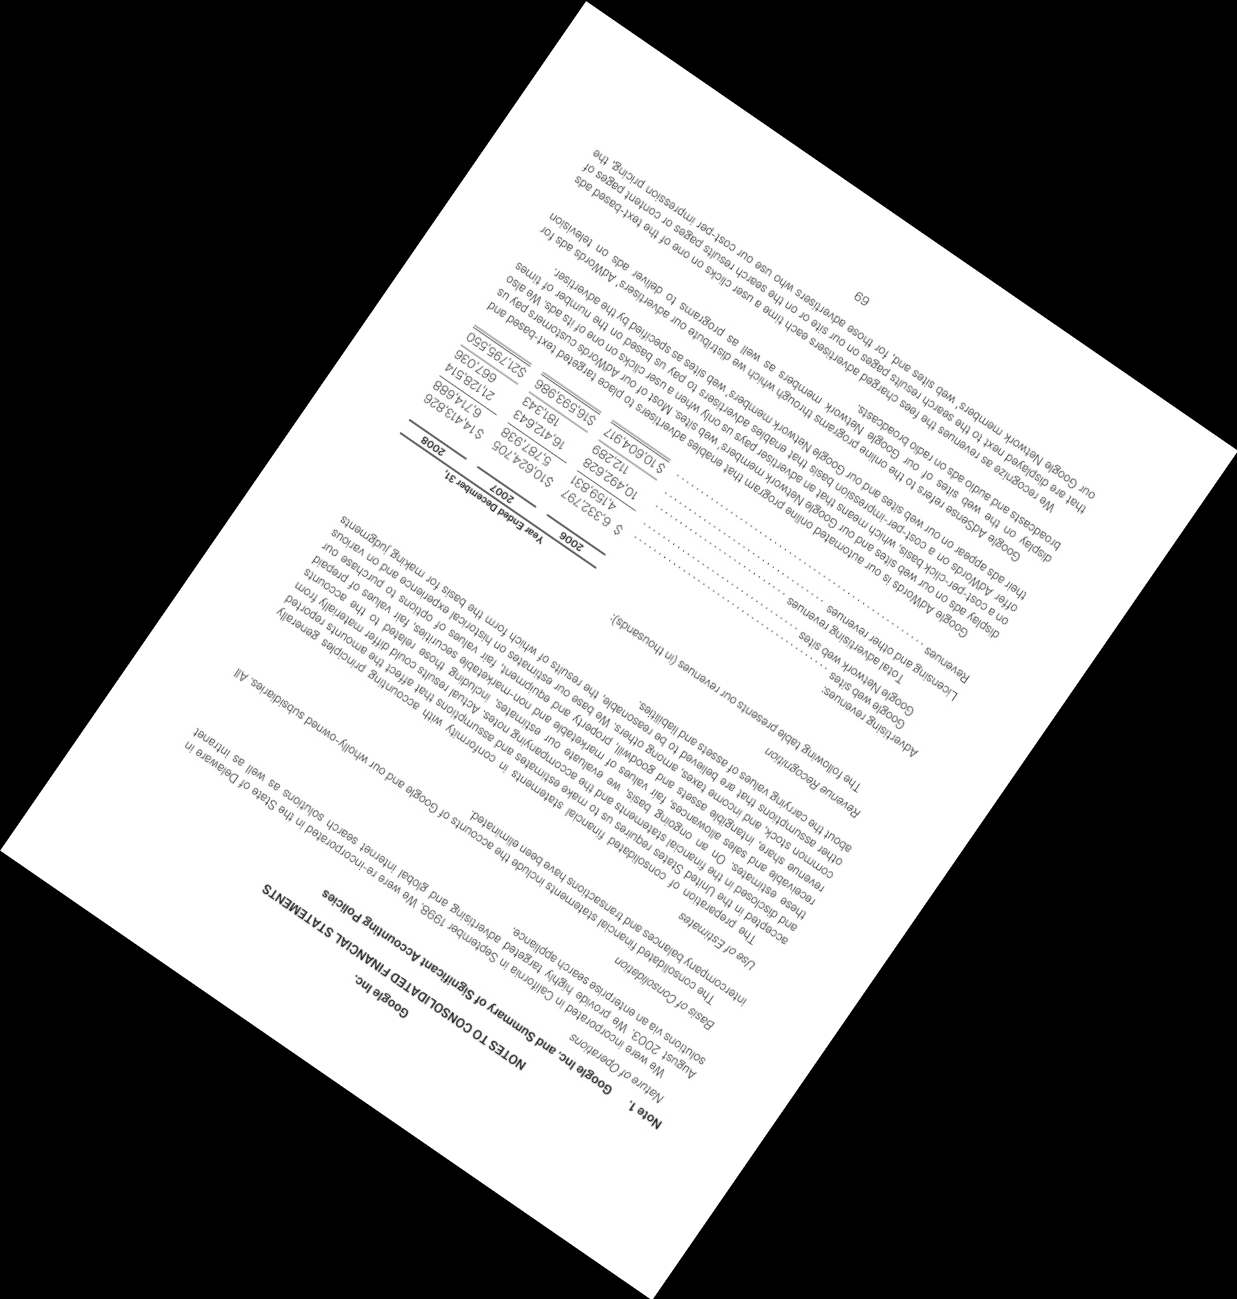 Google Inc.
NOTES TO CONSOLIDATED FINANCIAL STATEMENTS
Note 1. Google Inc. and Summary of Significant Accounting Policies
Nature of Operations
We were incorporated in California in September 1998. We were re-incorporated in the State of Delaware in
August 2003. We provide highly targeted advertising and global internet search solutions as well as intranet
solutions via an enterprise search appliance.
Basis of Consolidation
The consolidated financial statements include the accounts of Google and our wholly-owned subsidiaries. All
intercompany balances and transactions have been eliminated.
Use of Estimates
The preparation of consolidated financial statements in conformity with accounting principles generally
accepted in the United States requires us to make estimates and assumptions that affect the amounts reported
and disclosed in the financial statements and the accompanying notes. Actual results could differ materially from
these estimates. On an ongoing basis, we evaluate our estimates, including those related to the accounts
receivable and sales allowances, fair values of marketable and non-marketable securities, fair values of prepaid
revenue share, intangible assets and goodwill, property and equipment, fair values of options to purchase our
common stock, and income taxes, among others. We base our estimates on historical experience and on various
other assumptions that are believed to be reasonable, the results of which form the basis for making judgments
about the carrying values of assets and liabilities.
Revenue Recognition
The following table presents our revenues (in thousands):
Year Ended December 31,
2006 2007 2008
Advertising revenues:
Google web sites $ 6,332,797 $10,624,705 $14,413,826
Google Network web sites 4,159,831 5,787,938 6,714,688
Total advertising revenues 10,492,628 16,412,643 21,128,514
Licensing and other revenues 112,289 181,343 667,036
Revenues $10,604,917 $16,593,986 $21,795,550
Google AdWords is our automated online program that enables advertisers to place targeted text-based and
display ads on our web sites and our Google Network members' web sites. Most of our AdWords customers pay us
on a cost-per-click basis, which means that an advertiser pays us only when a user clicks on one of its ads. We also
offer AdWords on a cost-per-impression basis that enables advertisers to pay us based on the number of times
their ads appear on our web sites and our Google Network members' web sites as specified by the advertiser.
Google AdSense refers to the online programs through which we distribute our advertisers' AdWords ads for
display on the web sites of our Google Network members as well as programs to deliver ads on television
broadcasts and audio ads on radio broadcasts.
We recognize as revenues the fees charged advertisers each time a user clicks on one of the text-based ads
that are displayed next to the search results pages on our site or on the search results pages or content pages of
our Google Network members' web sites and, for those advertisers who use our cost-per impression pricing, the
69